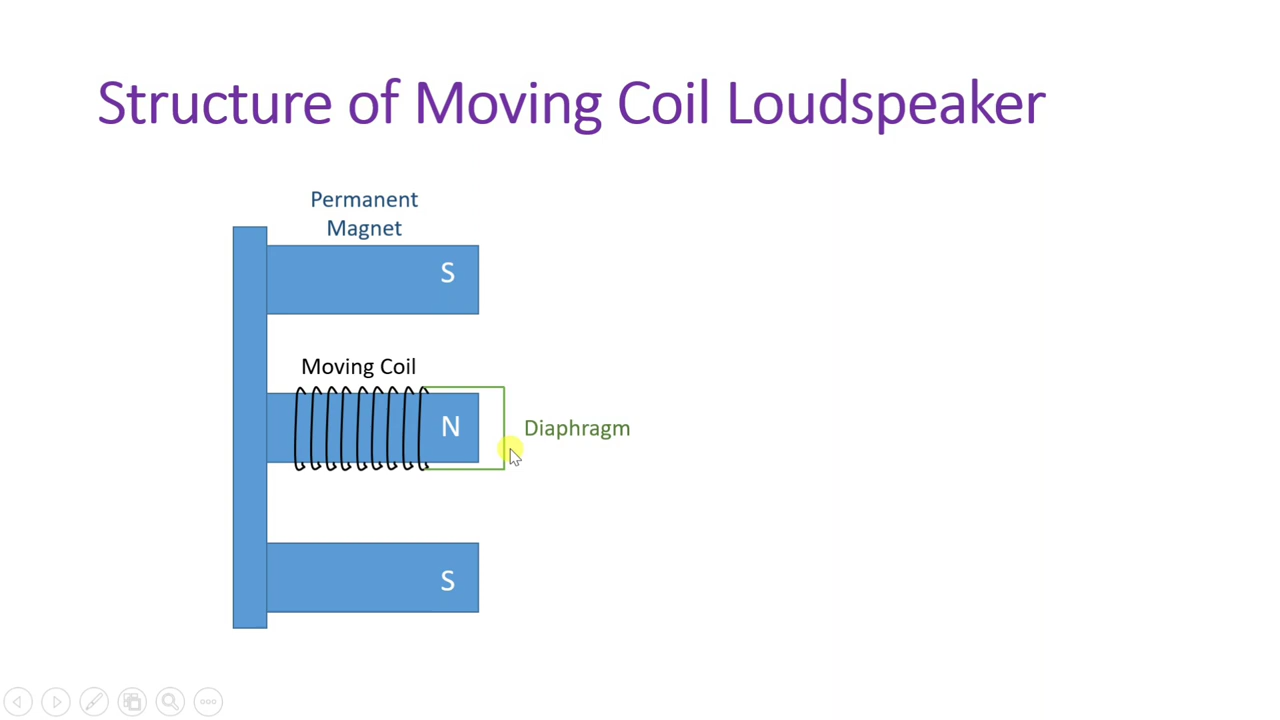 Structure of Moving Coil Loudspeaker
Permanent
Magnet
S
Moving Coil
N
Diaphragm
S